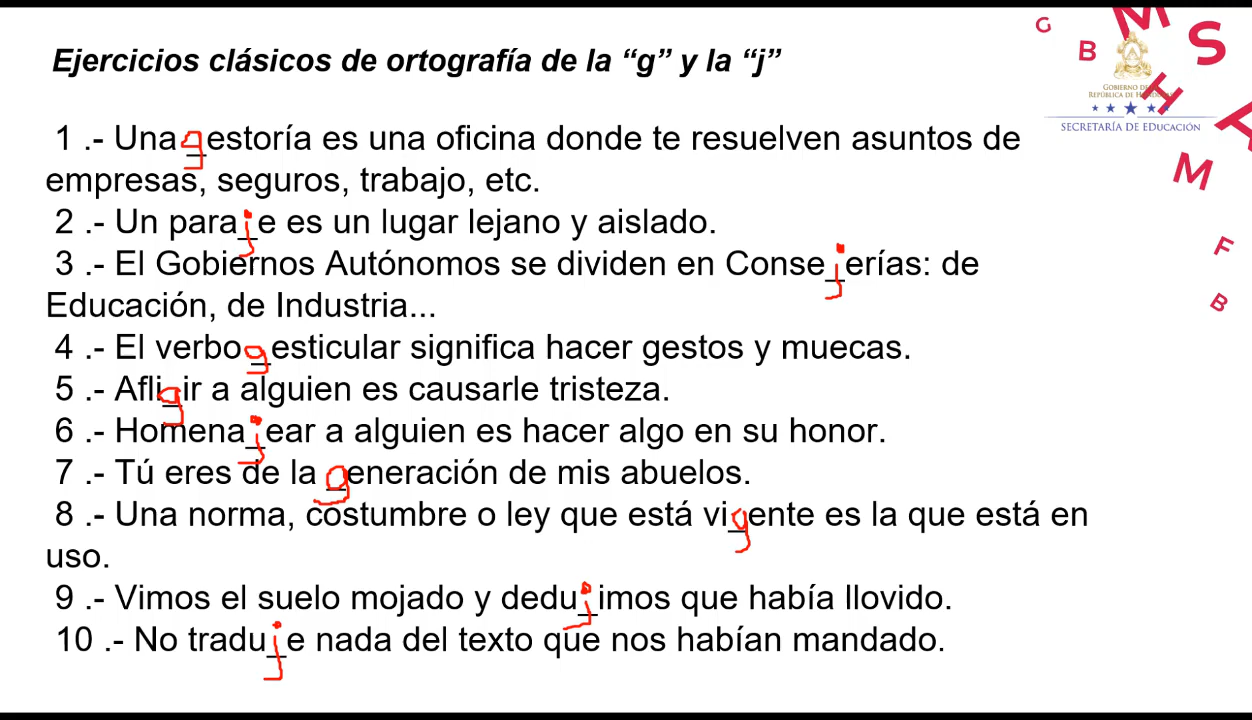 Ejercicios clásicos de ortografía de la “g” y la “j”
1 .- Una gestoría es una oficina donde te resuelven asuntos de
empresas, seguros, trabajo, etc.
2 .- Un paraje es un lugar lejano y aislado.
3 .- El Gobiernos Autónomos se dividen en Consejerías: de
Educación, de Industria...
4 .- El verbo gesticular significa hacer gestos y muecas.
5 .- Afligir a alguien es causarle tristeza.
6 .- Homenajear a alguien es hacer algo en su honor.
7 .- Tú eres de la generación de mis abuelos.
8 .- Una norma, costumbre o ley que está vigente es la que está en
uso.
9 .- Vimos el suelo mojado y dedujimos que había llovido.
10 .- No traduje nada del texto que nos habían mandado.
G
B
M
S
GOBIERNO DE
REPÚBLICA DE
H
SECRETARÍA DE EDUCACIÓN
A
M
F
B